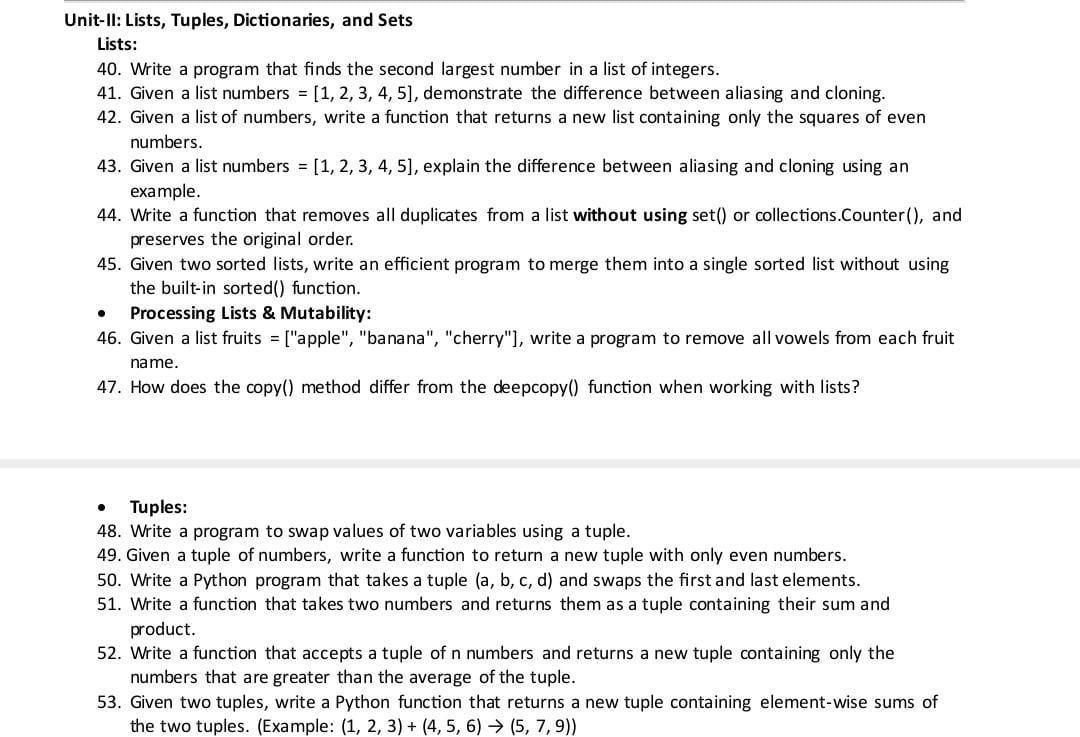 Unit-II: Lists, Tuples, Dictionaries, and Sets
Lists:
40. Write a program that finds the second largest number in a list of integers.
41. Given a list numbers = [1, 2, 3, 4, 5], demonstrate the difference between aliasing and cloning.
42. Given a list of numbers, write a function that returns a new list containing only the squares of even
numbers.
43. Given a list numbers = [1, 2, 3, 4, 5], explain the difference between aliasing and cloning using an
example.
44. Write a function that removes all duplicates from a list without using set() or collections.Counter(), and
preserves the original order.
45. Given two sorted lists, write an efficient program to merge them into a single sorted list without using
the built-in sorted() function.
• Processing Lists & Mutability:
46. Given a list fruits = ["apple", "banana", "cherry"], write a program to remove all vowels from each fruit
name.
47. How does the copy() method differ from the deepcopy() function when working with lists?
• Tuples:
48. Write a program to swap values of two variables using a tuple.
49. Given a tuple of numbers, write a function to return a new tuple with only even numbers.
50. Write a Python program that takes a tuple (a, b, c, d) and swaps the first and last elements.
51. Write a function that takes two numbers and returns them as a tuple containing their sum and
product.
52. Write a function that accepts a tuple of n numbers and returns a new tuple containing only the
numbers that are greater than the average of the tuple.
53. Given two tuples, write a Python function that returns a new tuple containing element-wise sums of
the two tuples. (Example: (1, 2, 3) + (4, 5, 6) → (5, 7, 9))